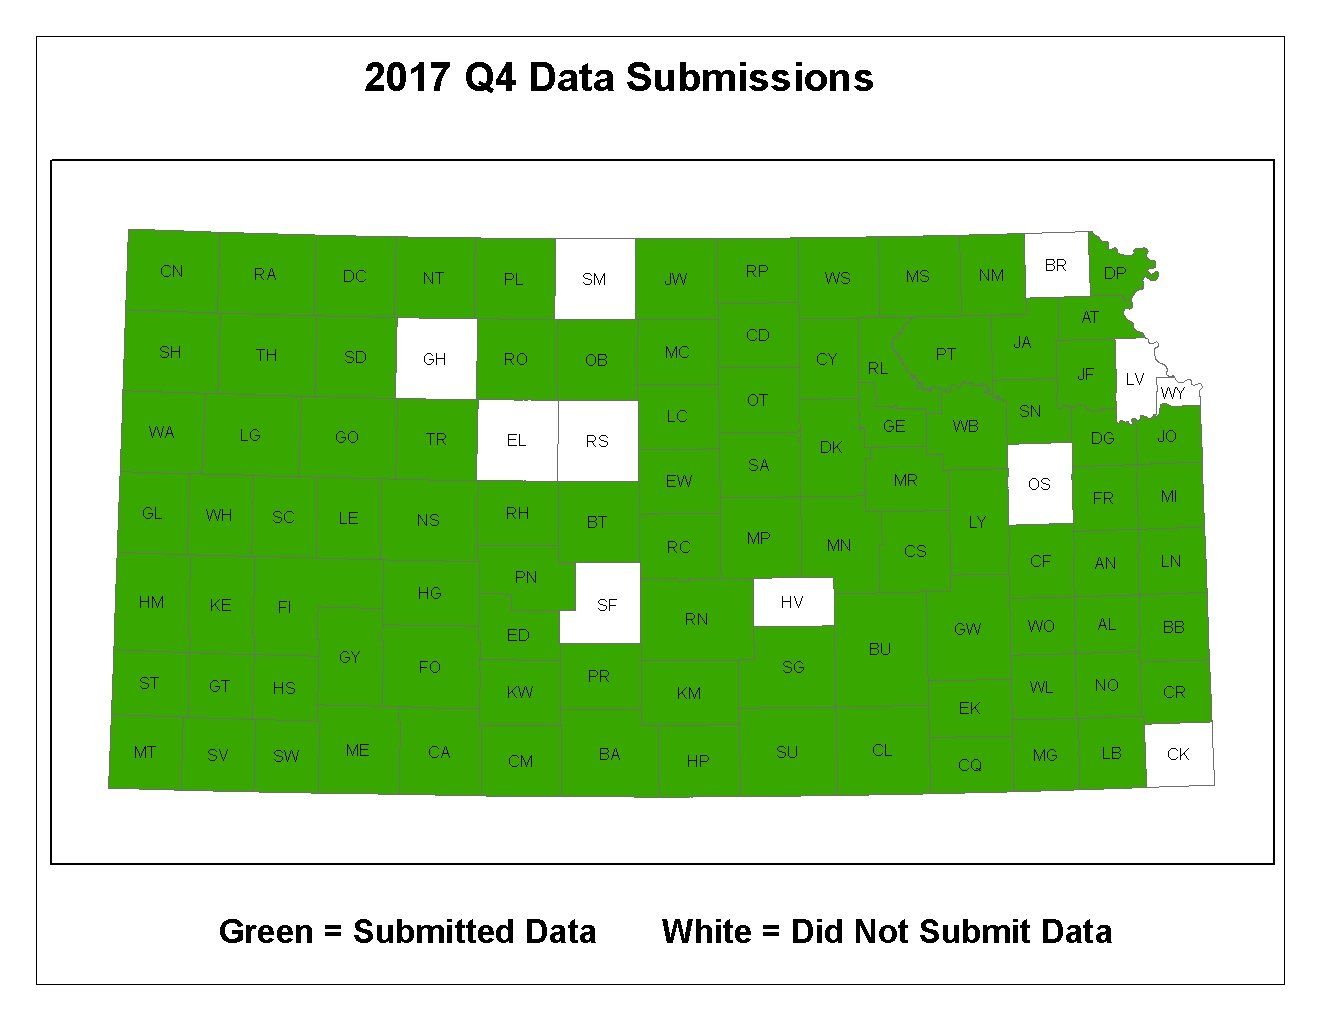 2017 Q4 Data Submissions
CN RA DC NT PL SM JW RP WS MS NM BR DP
SH TH SD GH RO OB MC CD CY RL PT JA AT
JF LV WY
WA LG GO TR EL RS LC OT DK GE WB SN DG JO
GL WH SC LE NS RH BT EW SA MR LY OS FR MI
HM KE FI HG PN SF RC MP MN CS CF AN LN
ED RN HV GW WO AL BB
ST GT HS GY FO KW PR KM SG BU EK WL NO CR
MT SV SW ME CA CM BA HP SU CL CQ MG LB CK
Green = Submitted Data White = Did Not Submit Data